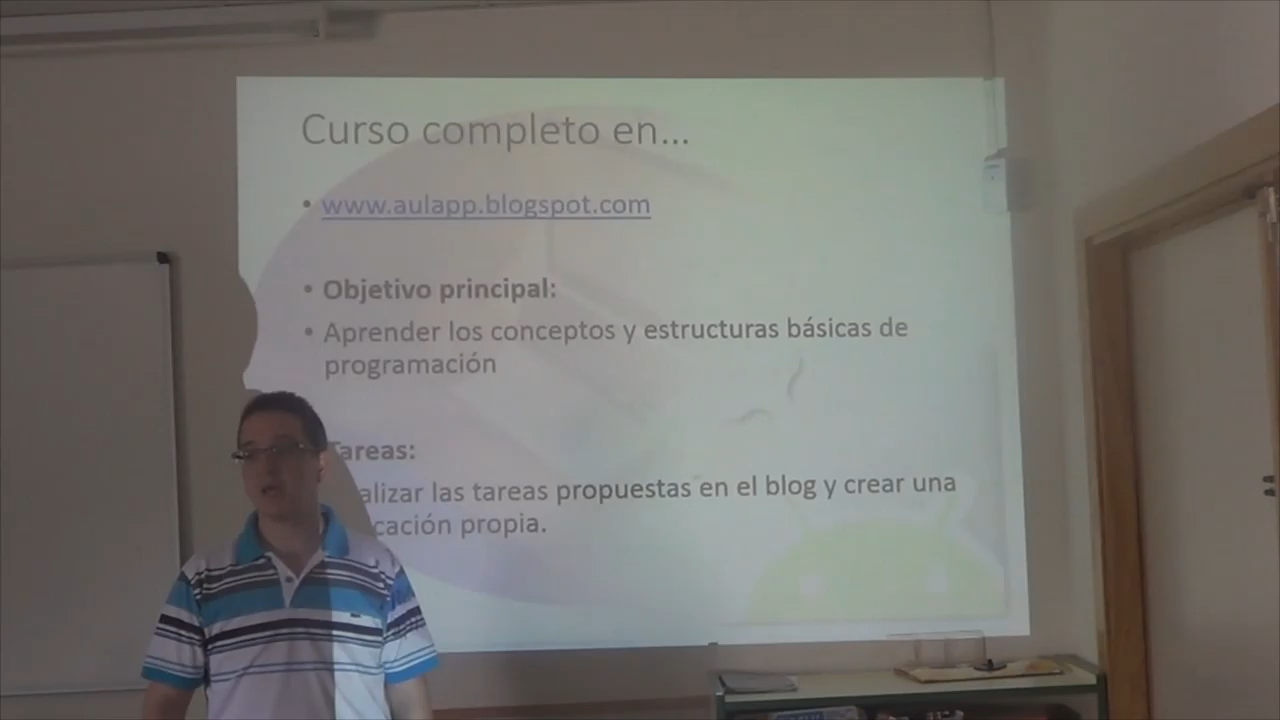 Curso completo en...
• www.aulapp.blogspot.com
• Objetivo principal:
• Aprender los conceptos y estructuras básicas de
programación
Tareas:
alizar las tareas propuestas en el blog y crear una
cación propia.